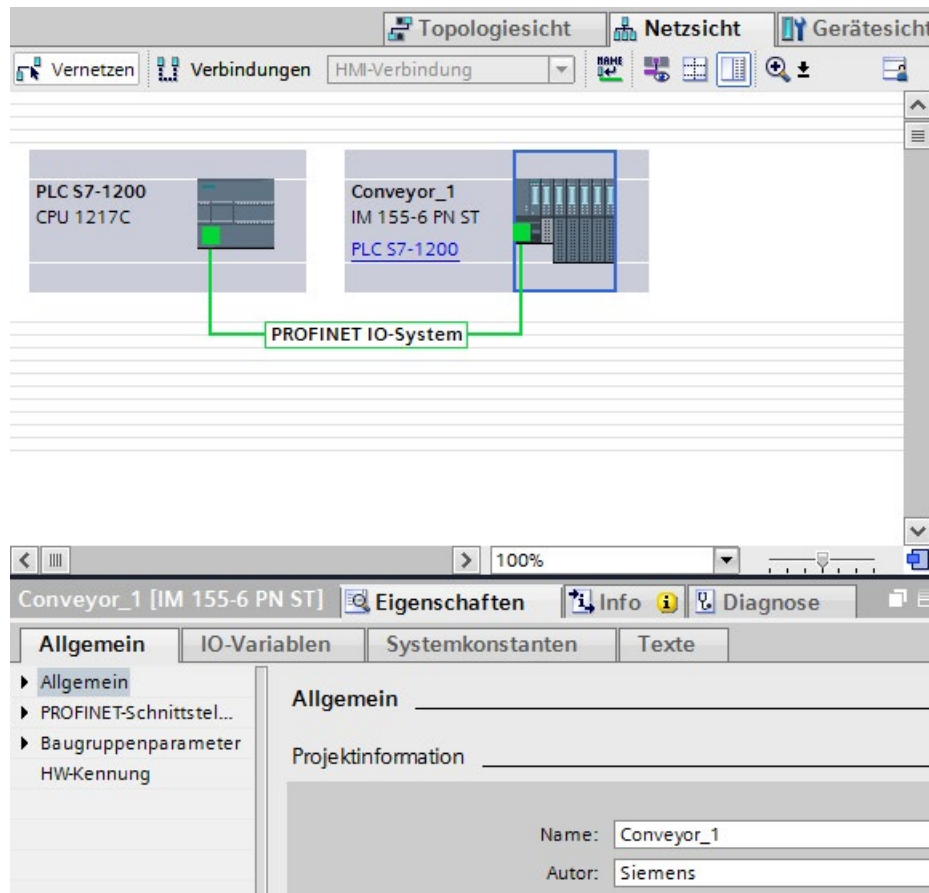 Topologiesicht Netzsicht Gerätesicht
Vernetzen Verbindungen HMI-Verbindung NAME
PLC S7-1200
CPU 1217C
Conveyor_1
IM 155-6 PN ST
PLC S7-1200
PROFINET IO-System
100%
Conveyor_1 [IM 155-6 PN ST] Eigenschaften Info Diagnose
Allgemein IO-Variablen Systemkonstanten Texte
Allgemein
PROFINET-Schnittstel...
Baugruppenparameter
HW-Kennung
Allgemein
Projektinformation
Name: Conveyor_1
Autor: Siemens